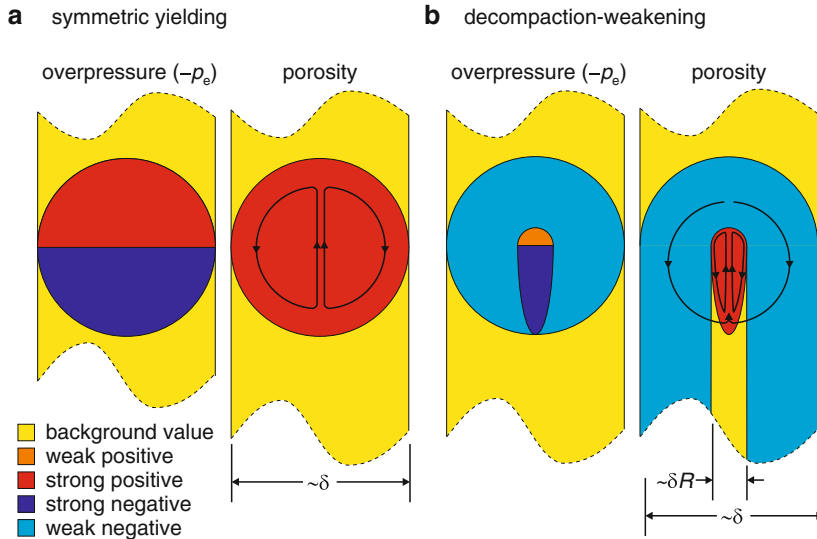 a symmetric yielding
overpressure (−pe) porosity
b decompaction-weakening
overpressure (−pe) porosity
background value
weak positive
strong positive
strong negative
weak negative
~δ
~δR
~δ